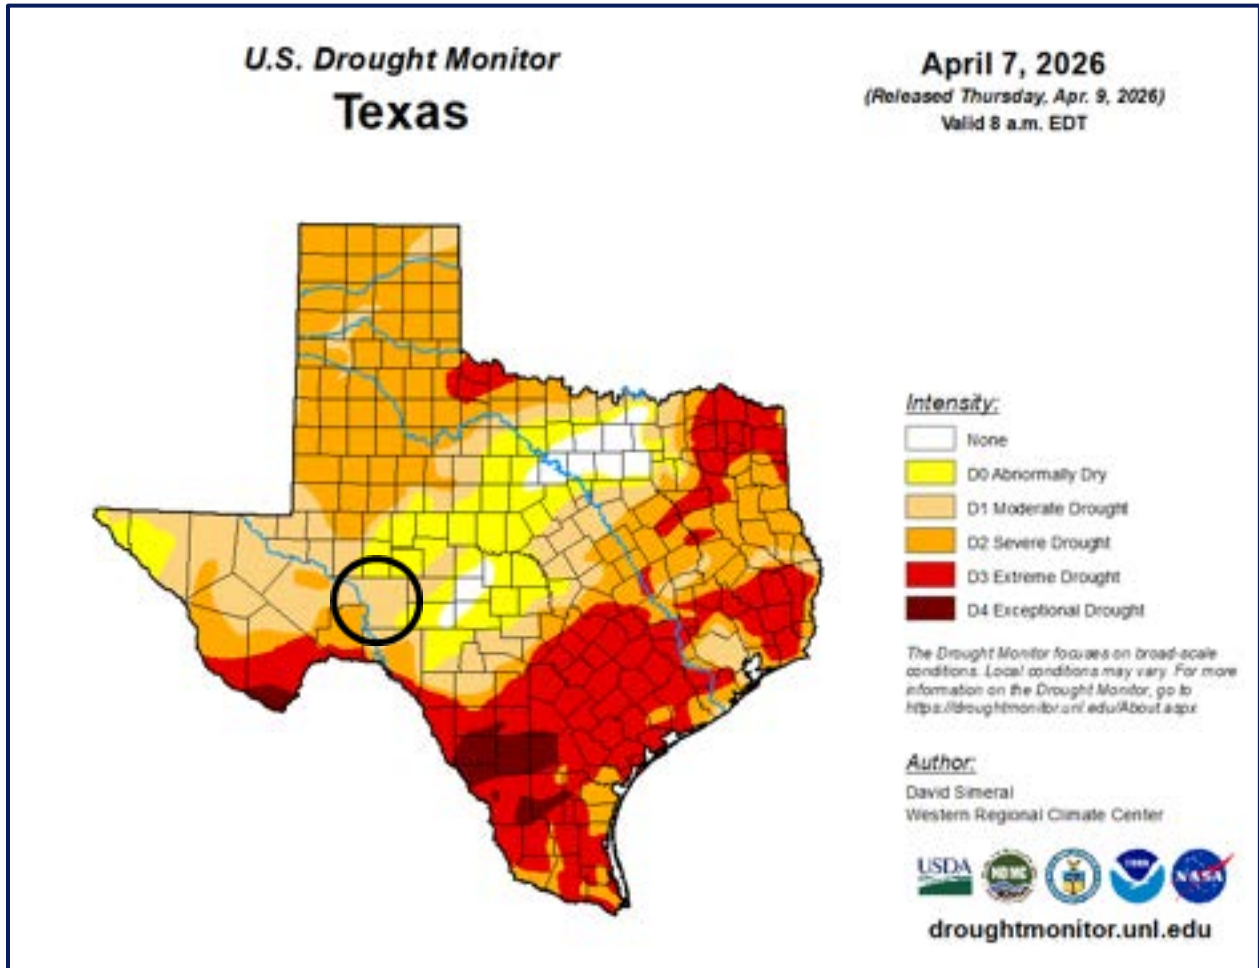 U.S. Drought Monitor
Texas
April 7, 2026
(Released Thursday, Apr. 9, 2026)
Valid 8 a.m. EDT
Intensity:
None
D0 Abnormally Dry
D1 Moderate Drought
D2 Severe Drought
D3 Extreme Drought
D4 Exceptional Drought
The Drought Monitor focuses on broad-scale
conditions. Local conditions may vary. For more
information on the Drought Monitor, go to
https://droughtmonitor.unl.edu/About.aspx
Author:
David Simeral
Western Regional Climate Center
USDA
NDMC
NASA
droughtmonitor.unl.edu